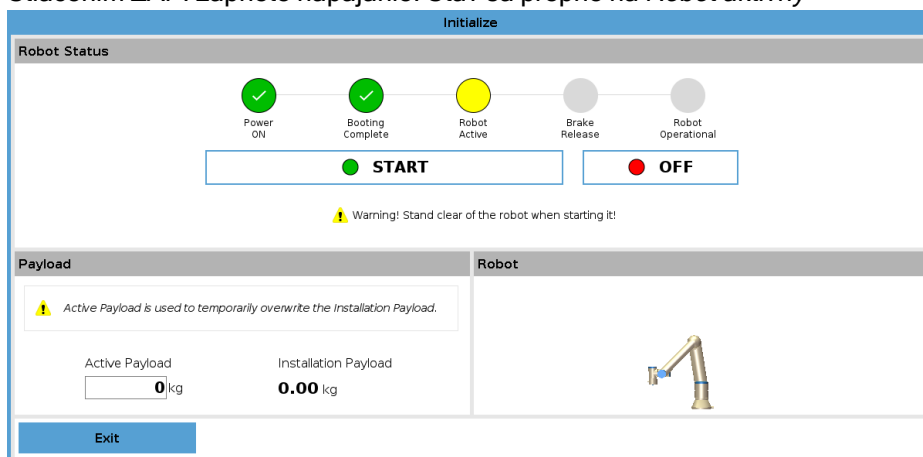 Initialize
Robot Status
Power
ON
Booting
Complete
Robot
Active
Brake
Release
Robot
Operational
START
OFF
Warning! Stand clear of the robot when starting it!
Payload
Robot
Active Payload is used to temporarily overwrite the Installation Payload.
Active Payload
Installation Payload
0 kg
0.00 kg
Exit